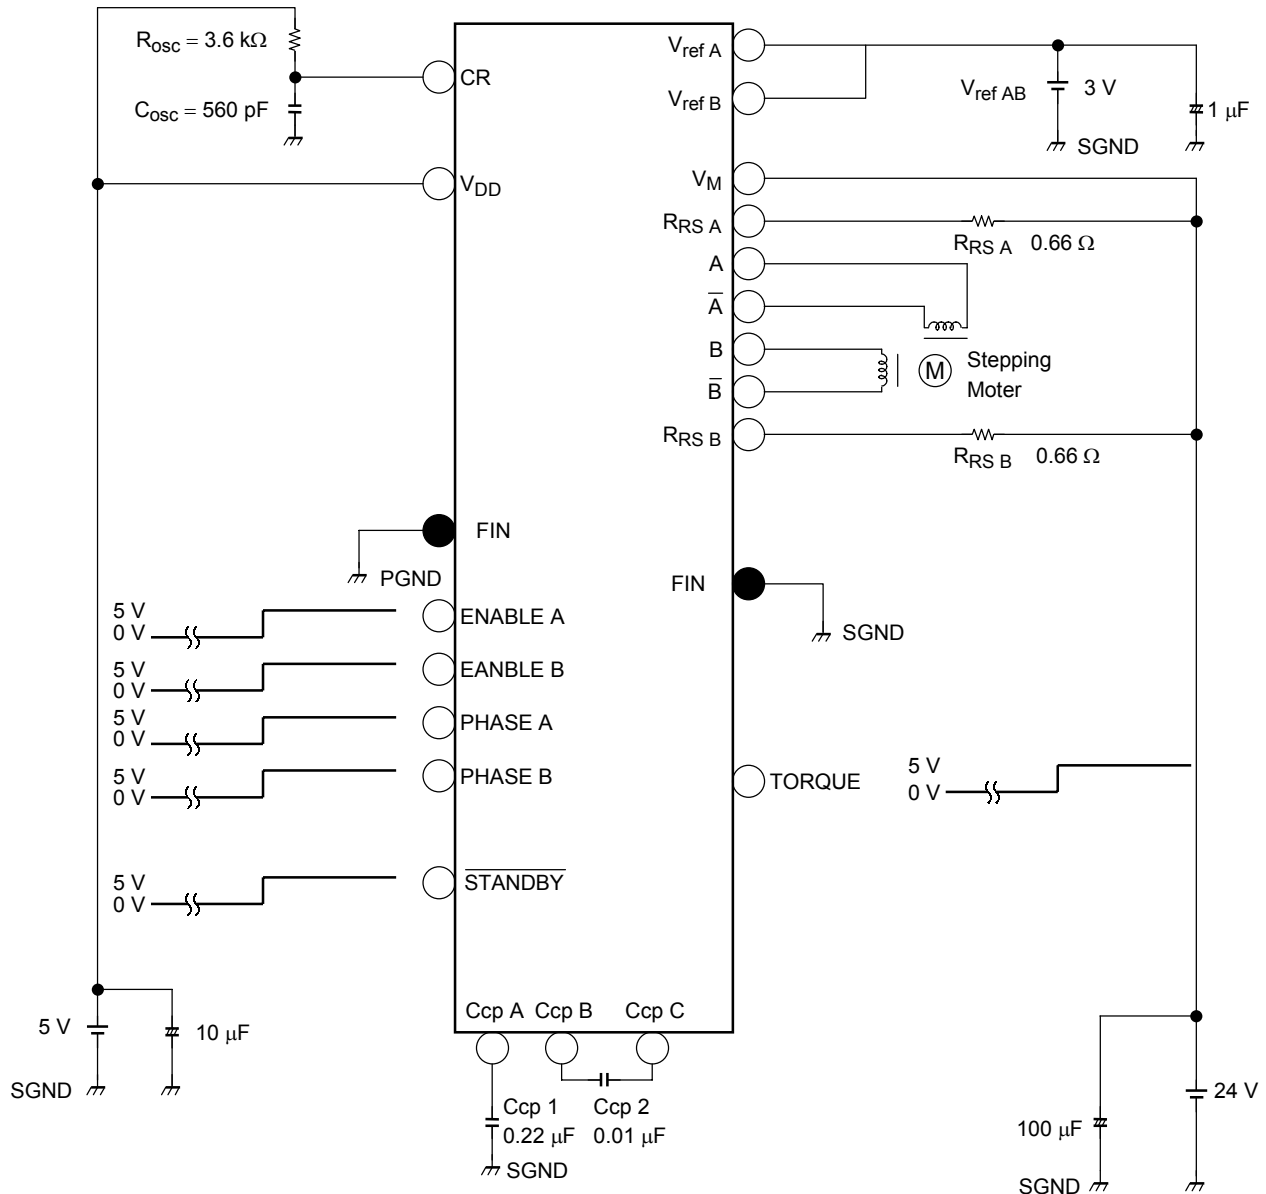 Rosc = 3.6 kΩ
CR
Cosc = 560 pF
VDD
Vref A
Vref B
Vref AB
3 V
1 μF
SGND
VM
RRS A
RRS A 0.66 Ω
A
A̅
B
B̅
Stepping
Moter
M
RRS B
RRS B 0.66 Ω
FIN
PGND
FIN
SGND
5 V
0 V
ENABLE A
5 V
0 V
EANBLE B
5 V
0 V
PHASE A
5 V
0 V
PHASE B
TORQUE
5 V
0 V
5 V
0 V
S̅T̅A̅N̅D̅B̅Y̅
Ccp A Ccp B Ccp C
5 V
10 μF
SGND
Ccp 1
0.22 μF
SGND
Ccp 2
0.01 μF
24 V
100 μF
SGND